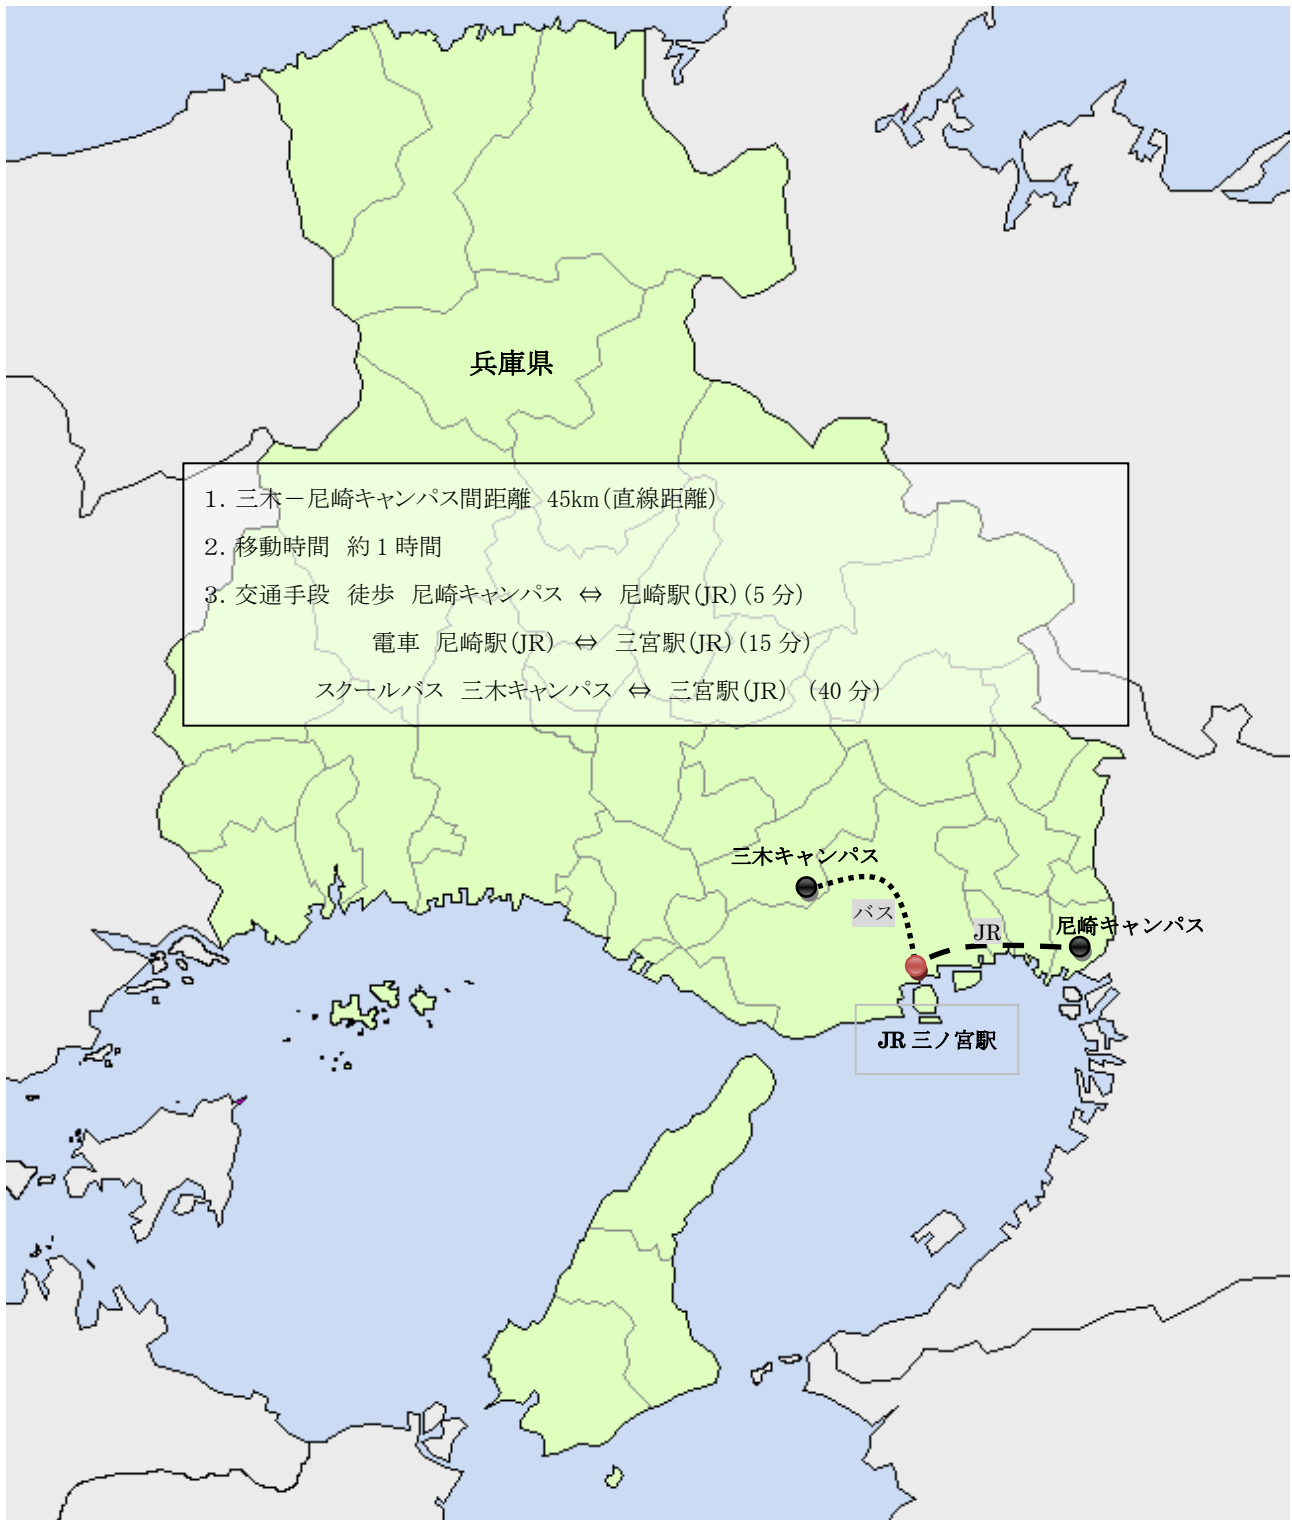 兵庫県
1. 三木－尼崎キャンパス間距離 45km(直線距離)
2. 移動時間 約1時間
3. 交通手段 徒歩 尼崎キャンパス ⇔ 尼崎駅(JR)(5分)
電車 尼崎駅(JR) ⇔ 三宮駅(JR)(15分)
スクールバス 三木キャンパス ⇔ 三宮駅(JR) (40分)
三木キャンパス
バス
尼崎キャンパス
JR
JR三ノ宮駅